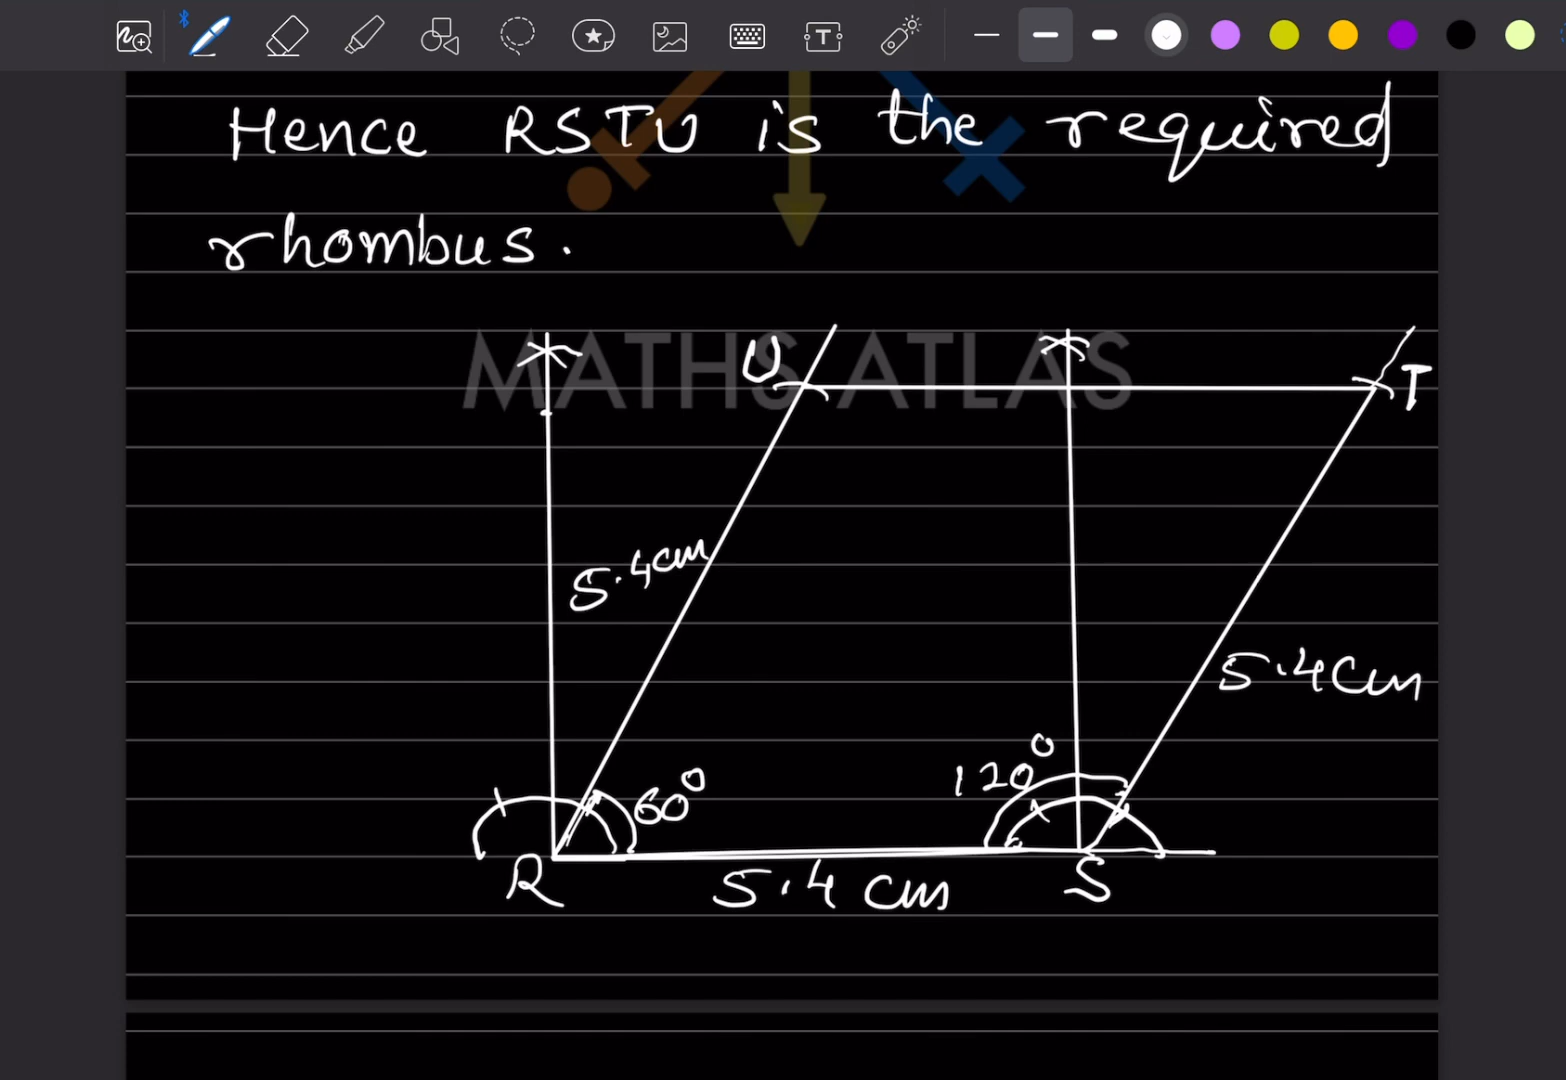 Hence RSTU is the required
rhombus.
MATHS ATLAS
U
T
5.4cm
5.4cm
120°
60°
R
5.4 cm
S